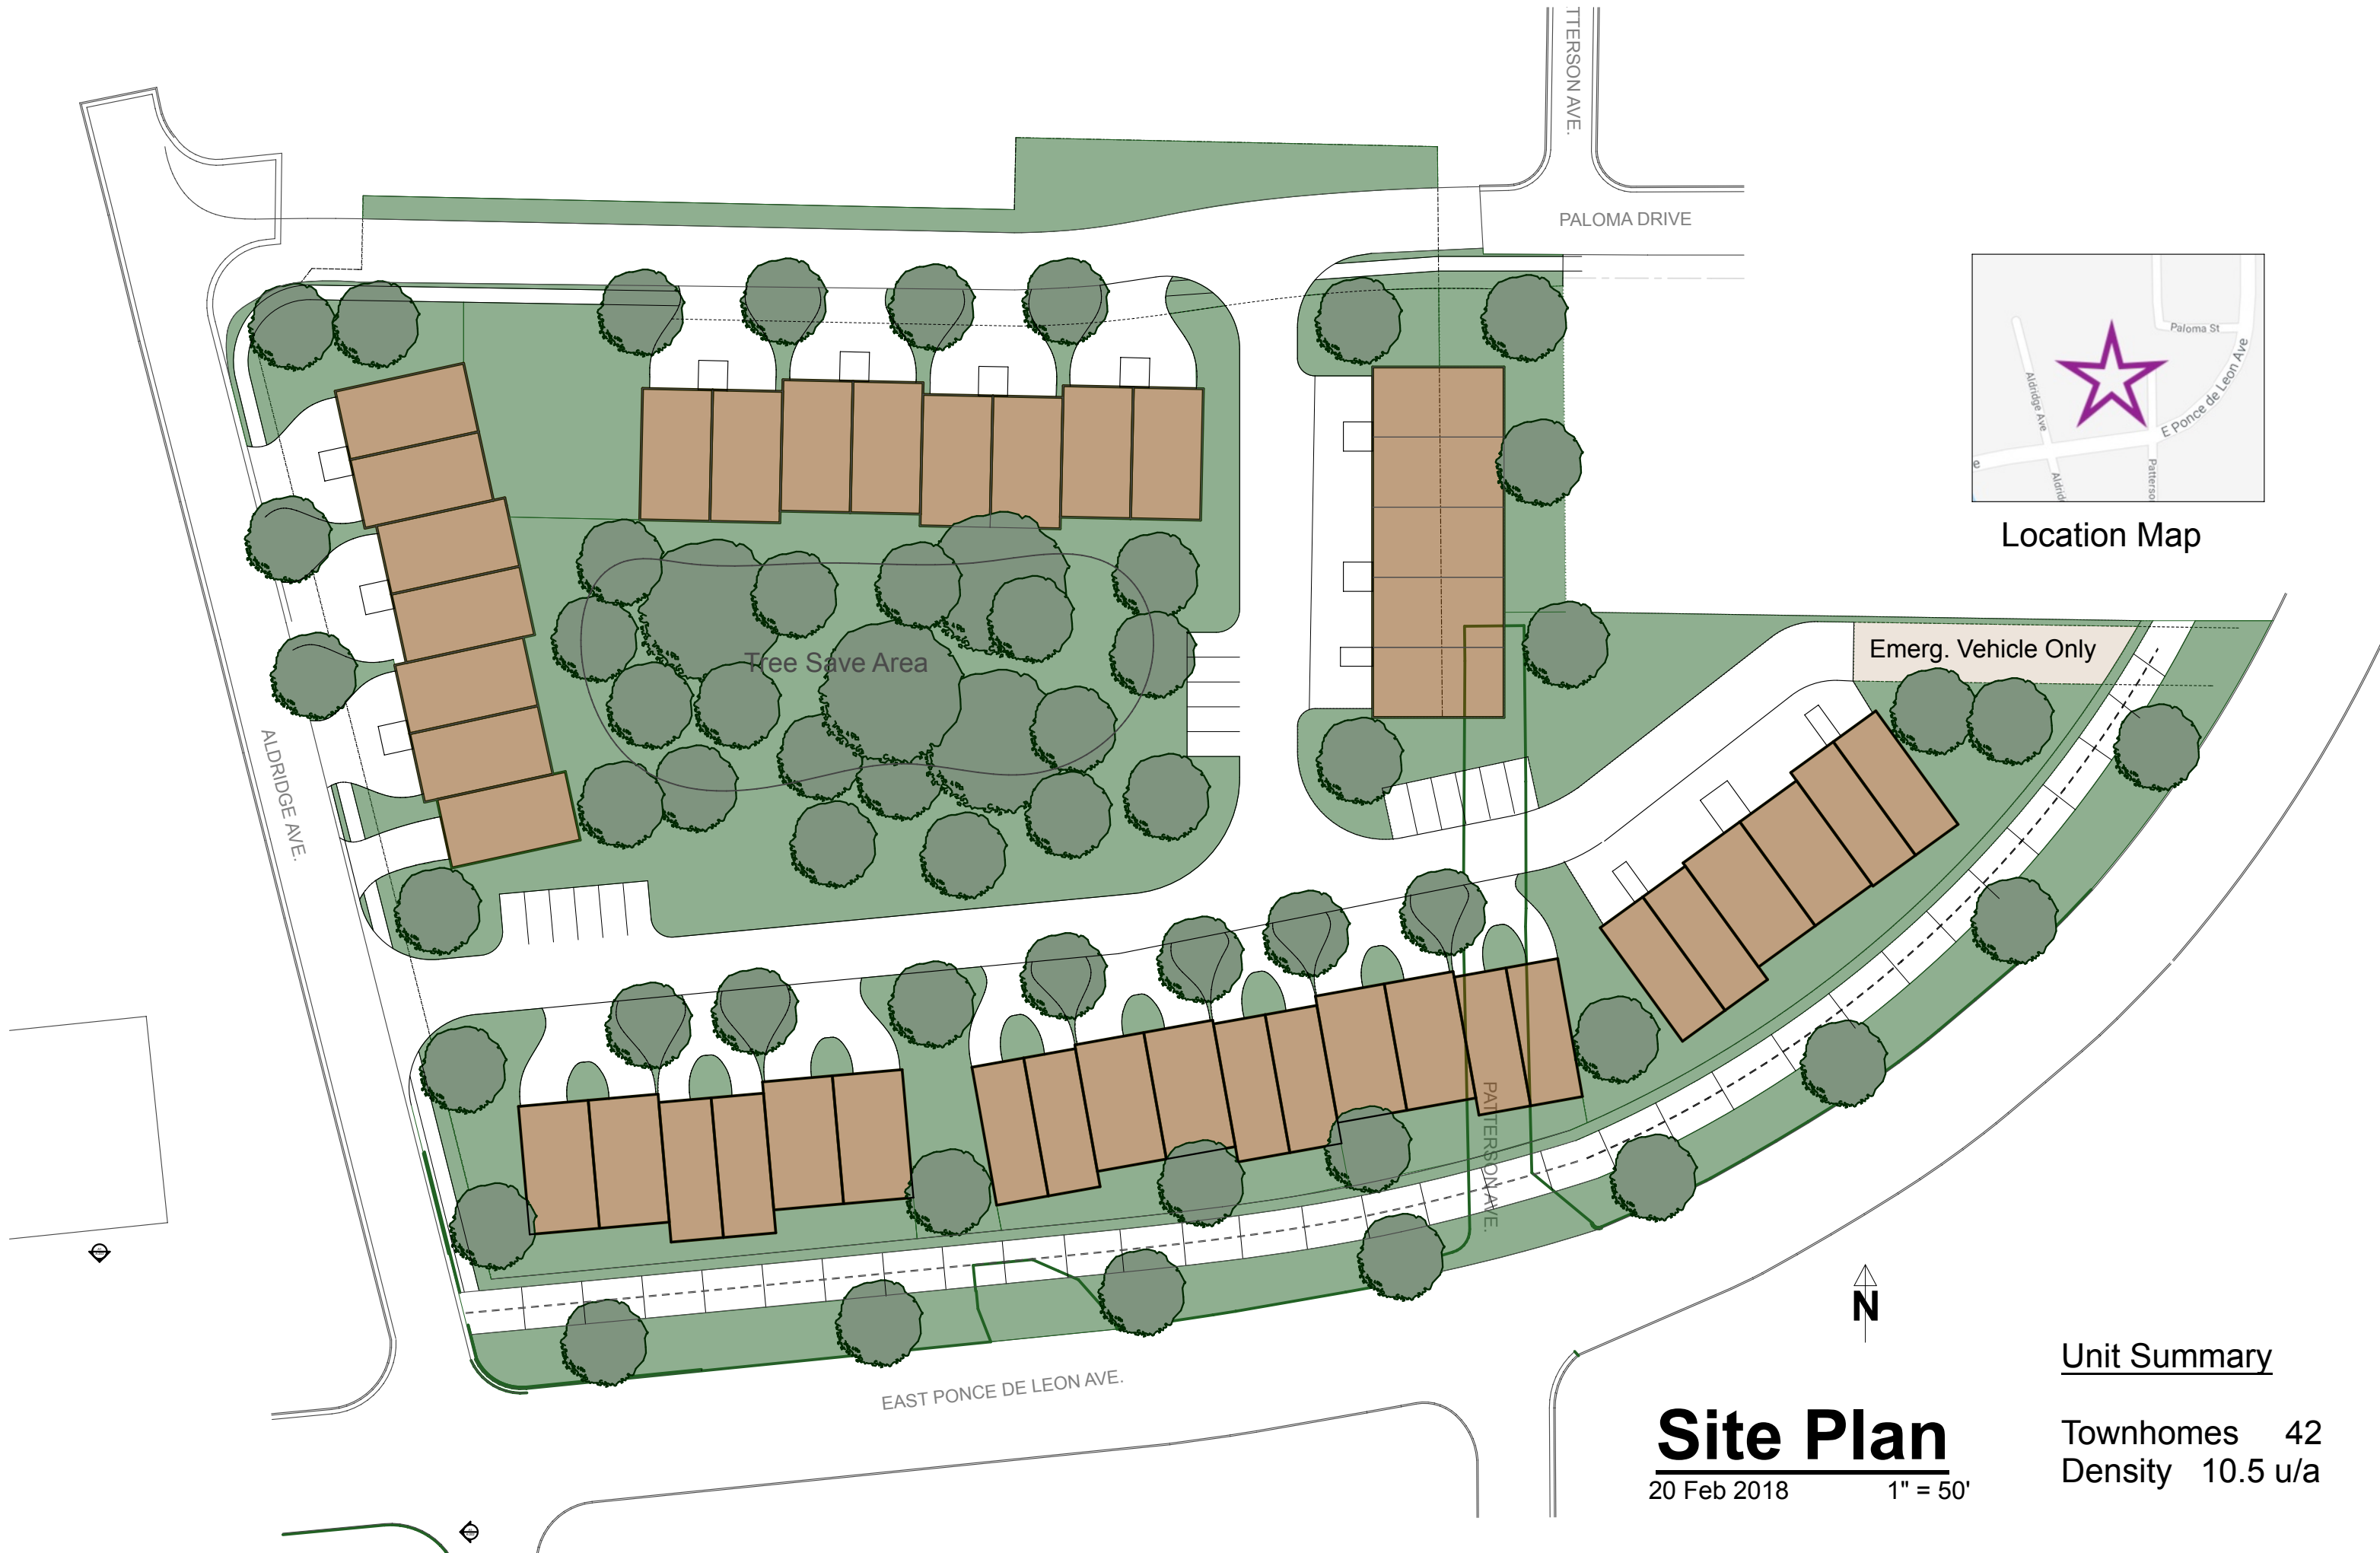 TTERSON AVE.
PALOMA DRIVE
Paloma St
Aldridge Ave
E Ponce de Leon Ave
e
Aldrid
Patterso
Location Map
Emerg. Vehicle Only
Tree Save Area
ALDRIDGE AVE.
PATTERSON AVE.
EAST PONCE DE LEON AVE.
N
Site Plan
20 Feb 2018 1" = 50'
Unit Summary
Townhomes 42
Density 10.5 u/a